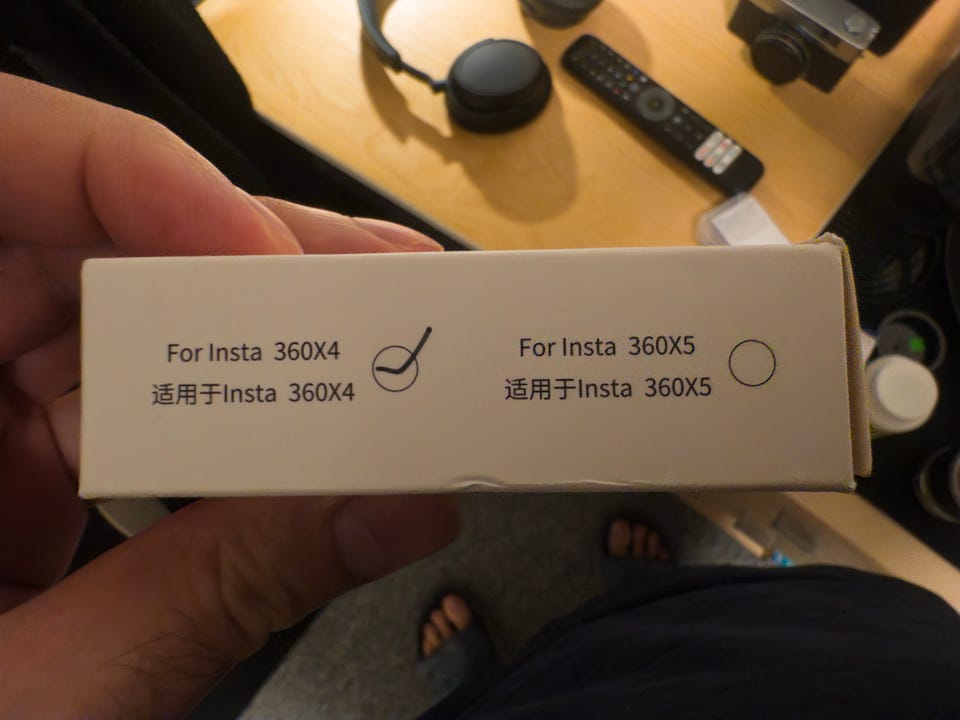 For Insta 360X4
适用于Insta 360X4
For Insta 360X5
适用于Insta 360X5